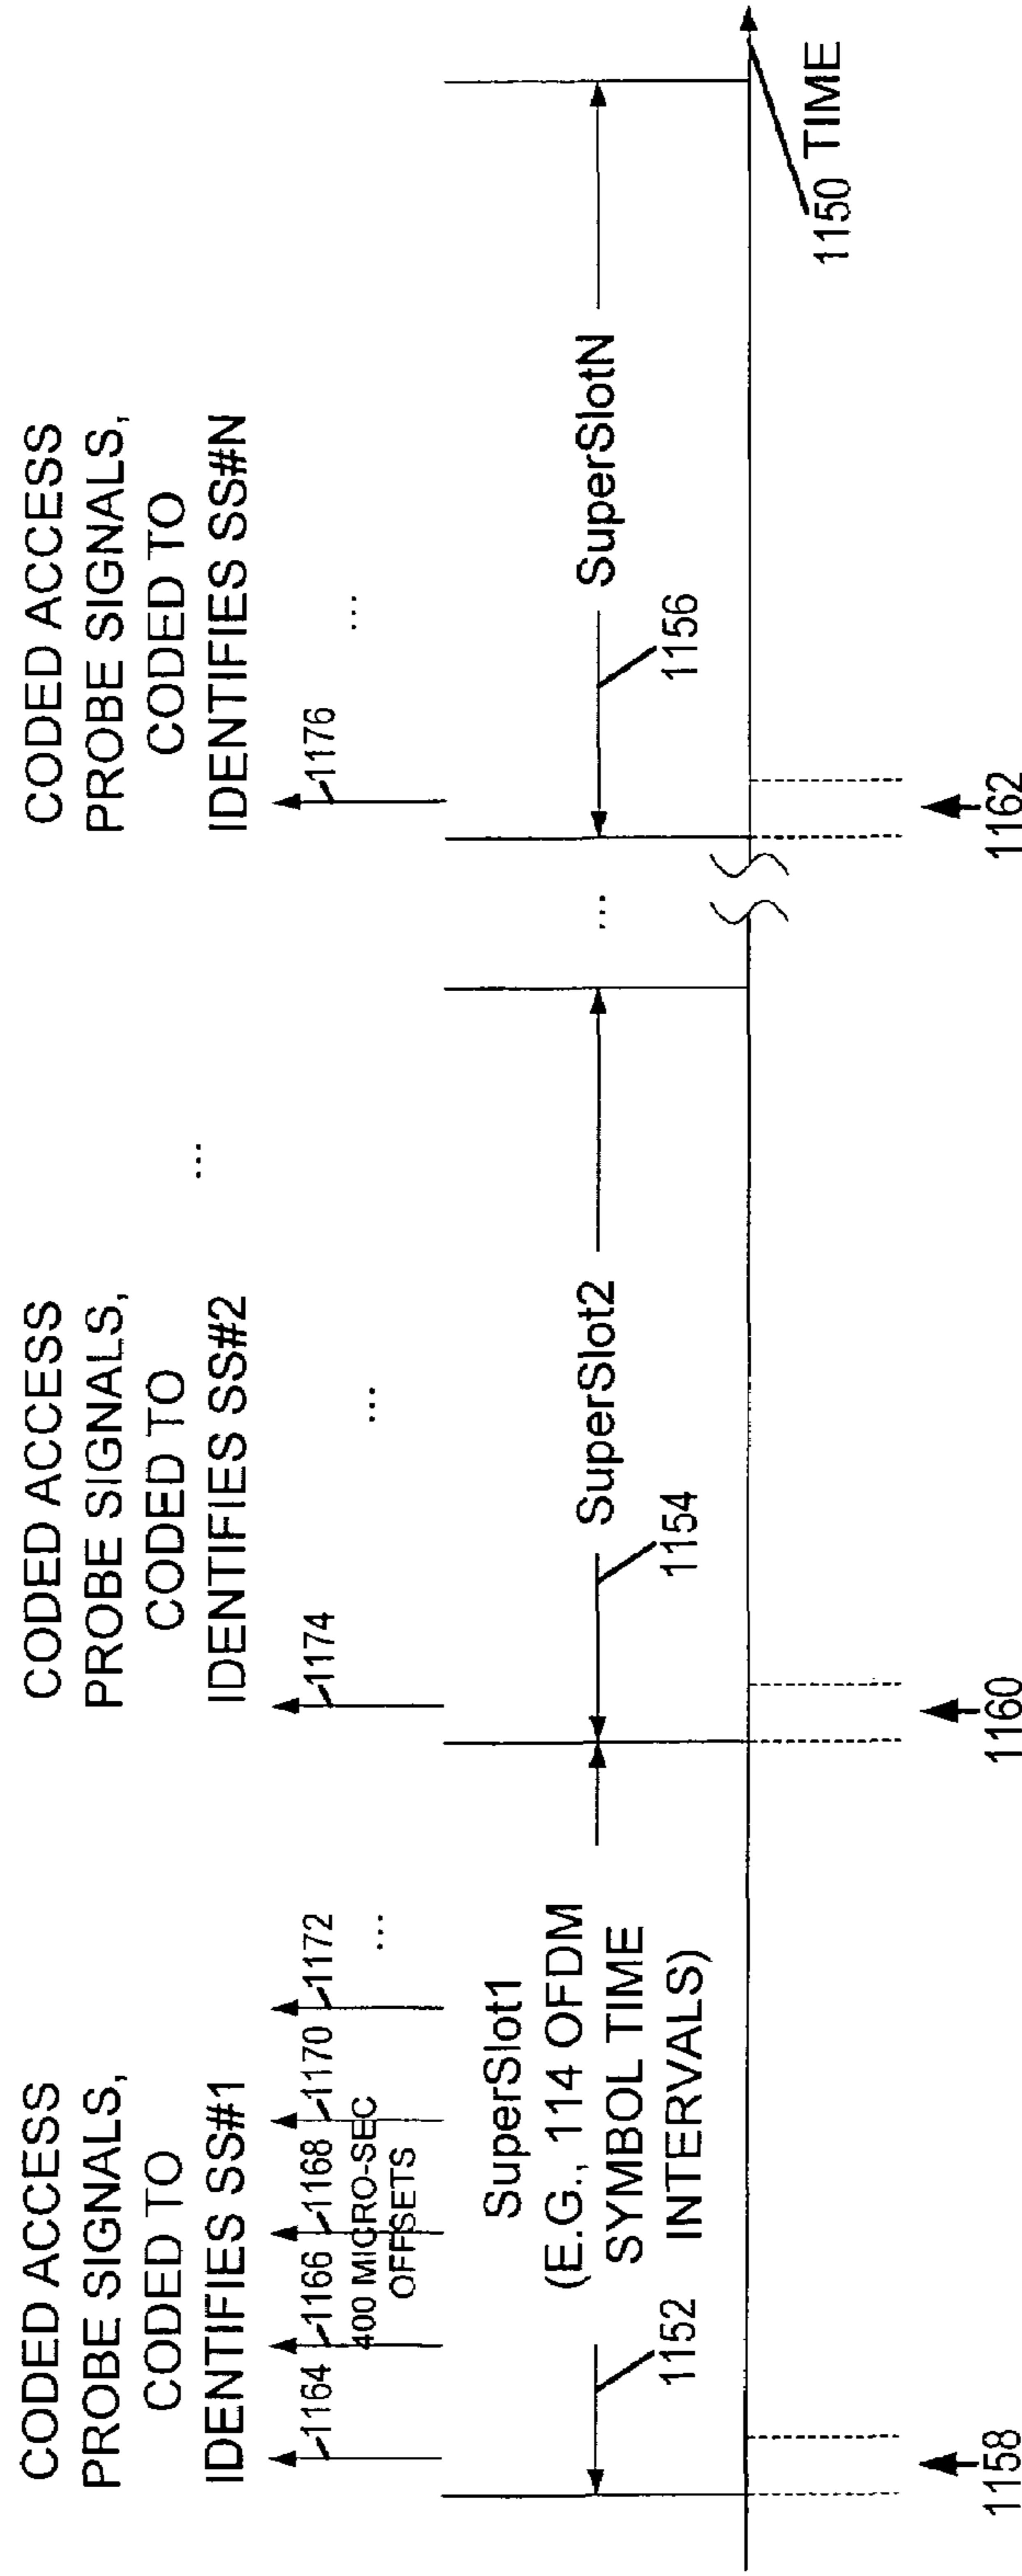 CODED ACCESS
PROBE SIGNALS,
CODED TO
IDENTIFIES SS#1
1164
1166
1168
1170
1172
400 MICRO-SEC
OFFSETS
...
CODED ACCESS
PROBE SIGNALS,
CODED TO
IDENTIFIES SS#2
1174
...
...
CODED ACCESS
PROBE SIGNALS,
CODED TO
IDENTIFIES SS#N
1176
...
SuperSlot1
(E.G., 114 OFDM
SYMBOL TIME
INTERVALS)
1152
SuperSlot2
1154
...
SuperSlotN
1156
1150 TIME
1158
1160
1162